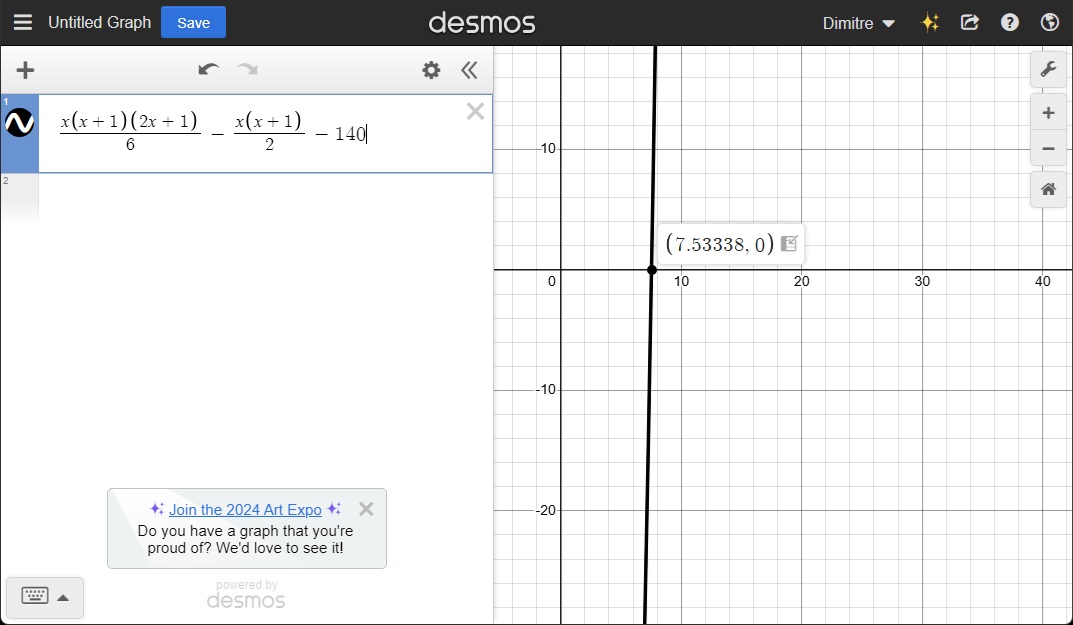 Untitled Graph Save desmos Dimitre ?
1
x(x + 1)(2x + 1)/6 − x(x + 1)/2 − 140
2
10
(7.53338, 0)
0 10 20 30 40
-10
-20
Join the 2024 Art Expo
Do you have a graph that you're
proud of? We'd love to see it!
powered by
desmos